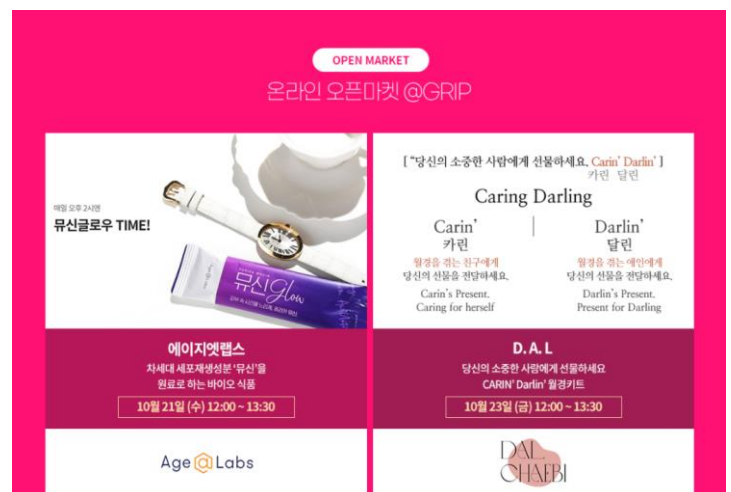 OPEN MARKET
온라인 오픈마켓 @GRIP
매일 오후 2시엔
뮤신글로우 TIME!
뮤신Glow
에이지엣랩스
차세대 세포재생성분 ‘뮤신’을
원료로 하는 바이오 식품
10월 21일 (수) 12:00 ~ 13:30
Age@Labs
[ “당신의 소중한 사람에게 선물하세요. Carin’ Darlin’ ]
카린 달린
Caring Darling
Carin’
카린
월경을 겪는 친구에게
당신의 선물을 전달하세요.
Carin’s Present,
Caring for herself
Darlin’
달린
월경을 겪는 애인에게
당신의 선물을 전달하세요.
Darlin’s Present,
Present for Darling
D. A. L
당신의 소중한 사람에게 선물하세요
CARIN’ Darlin’ 월경키트
10월 23일 (금) 12:00 ~ 13:30
DAL
CHAEBI